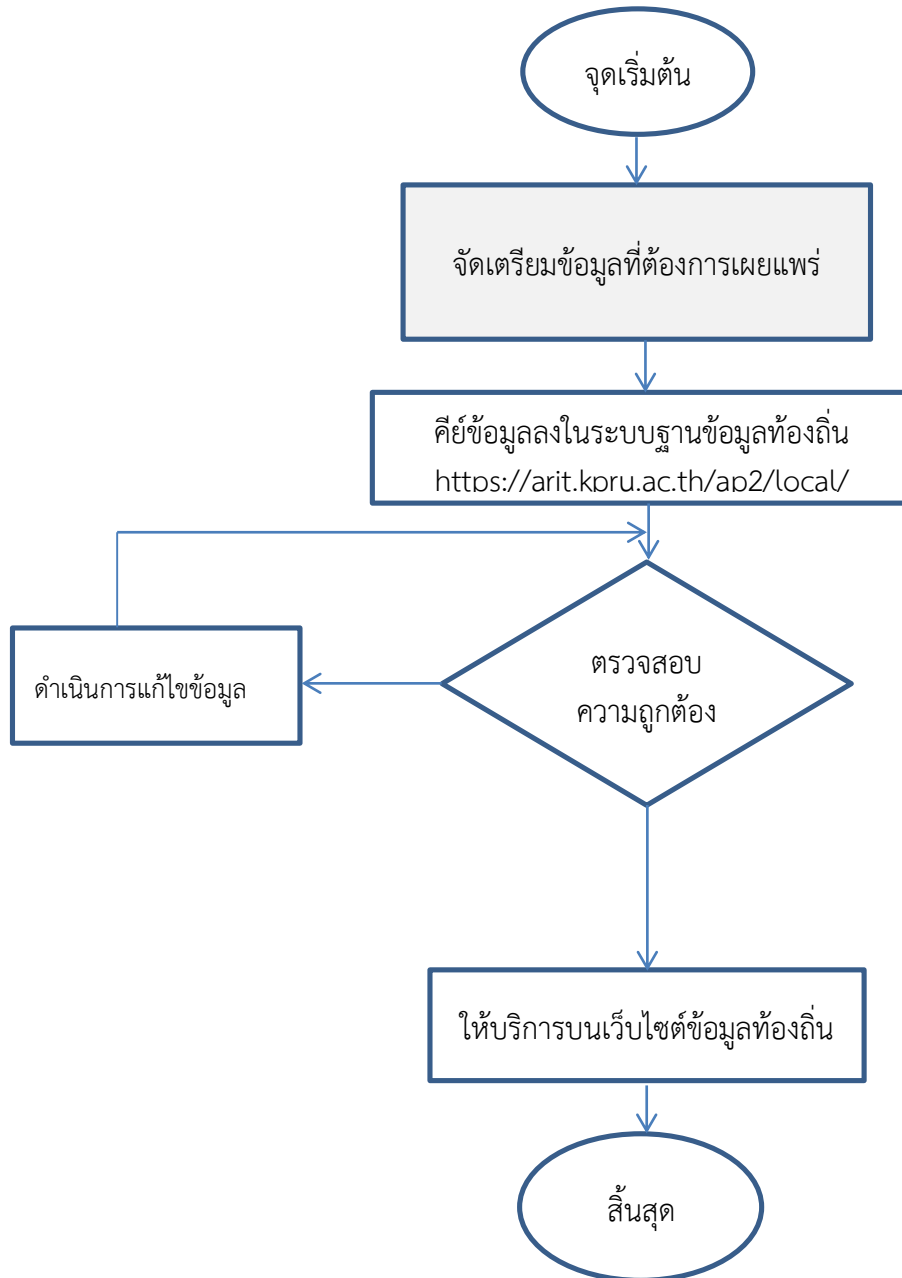 จุดเริ่มต้น
จัดเตรียมข้อมูลที่ต้องการเผยแพร่
คีย์ข้อมูลลงในระบบฐานข้อมูลท้องถิ่น
https://arit.kpru.ac.th/ap2/local/
ตรวจสอบ
ความถูกต้อง
ดำเนินการแก้ไขข้อมูล
ให้บริการบนเว็บไซต์ข้อมูลท้องถิ่น
สิ้นสุด